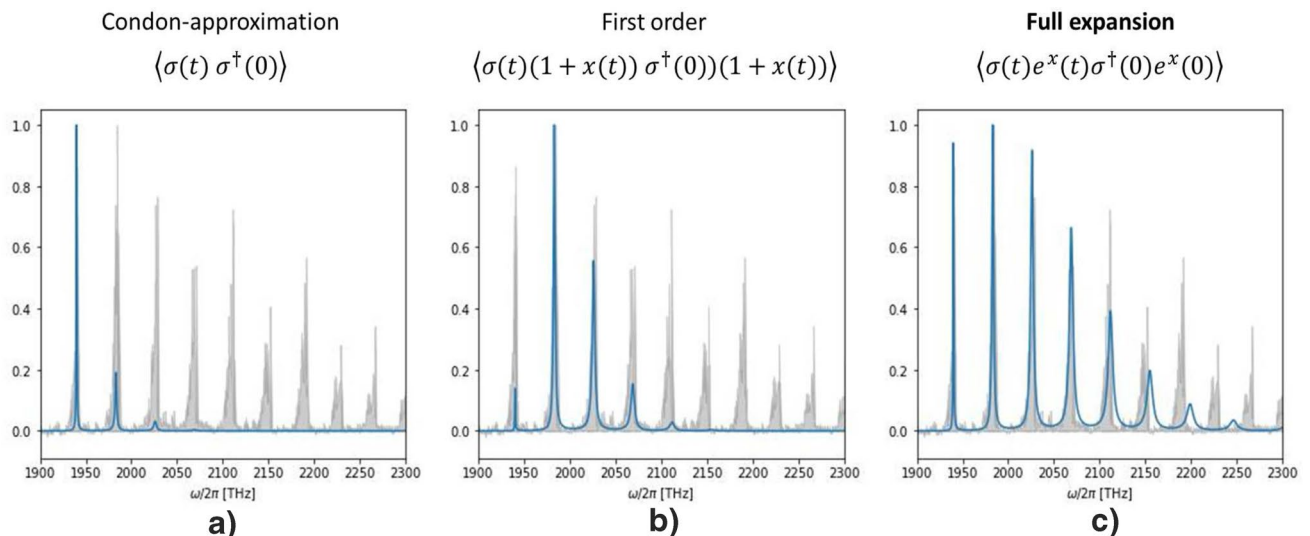 Condon-approximation
⟨σ(t) σ†(0)⟩
First order
⟨σ(t)(1 + x(t)) σ†(0))(1 + x(t))⟩
Full expansion
⟨σ(t)eˣ(t)σ†(0)eˣ(0)⟩
1.0
0.8
0.6
0.4
0.2
0.0
1900 1950 2000 2050 2100 2150 2200 2250 2300
ω/2π [THz]
a)
1.0
0.8
0.6
0.4
0.2
0.0
1900 1950 2000 2050 2100 2150 2200 2250 2300
ω/2π [THz]
b)
1.0
0.8
0.6
0.4
0.2
0.0
1900 1950 2000 2050 2100 2150 2200 2250 2300
ω/2π [THz]
c)